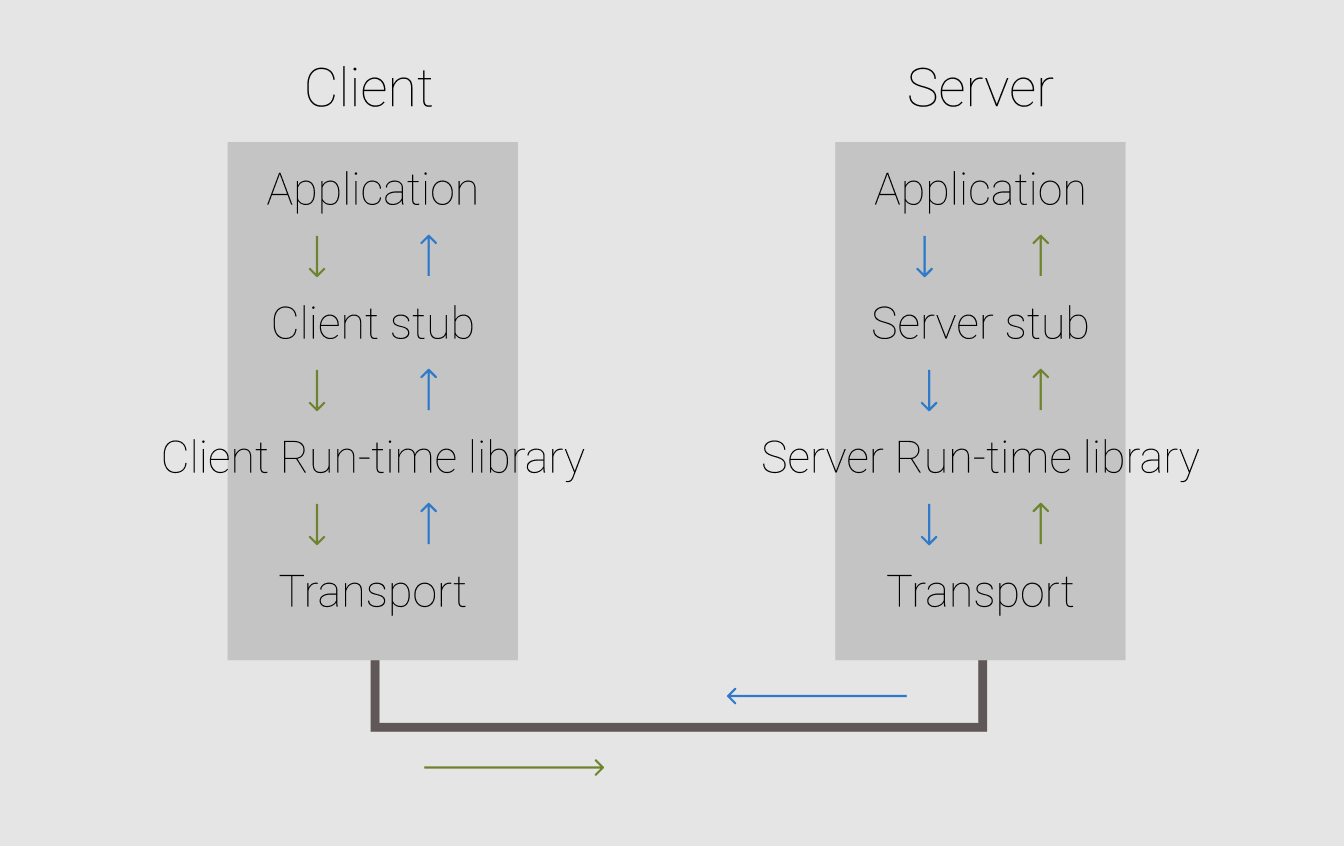 Client
Server
Application
Application
Client stub
Server stub
Client Run-time library
Server Run-time library
Transport
Transport